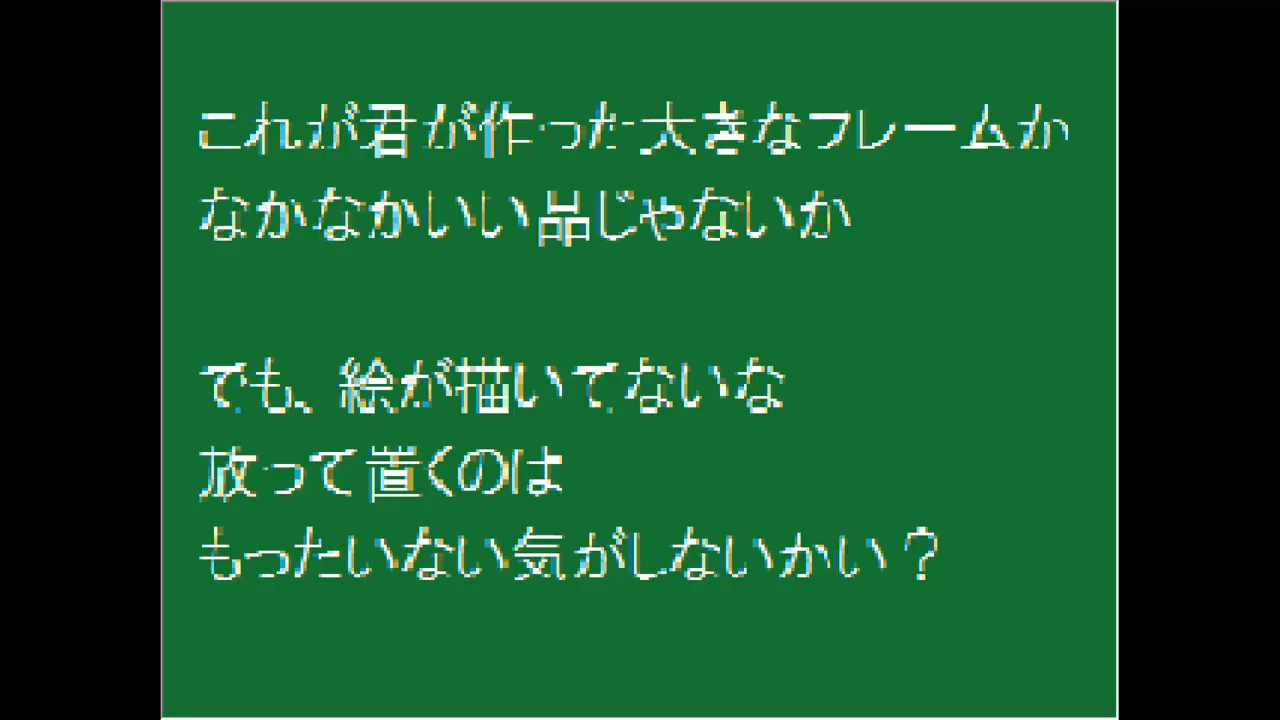 これが君が作った大きなフレームか
なかなかいい品じゃないか
でも、絵が描いてないな
放って置くのは
もったいない気がしないかい？